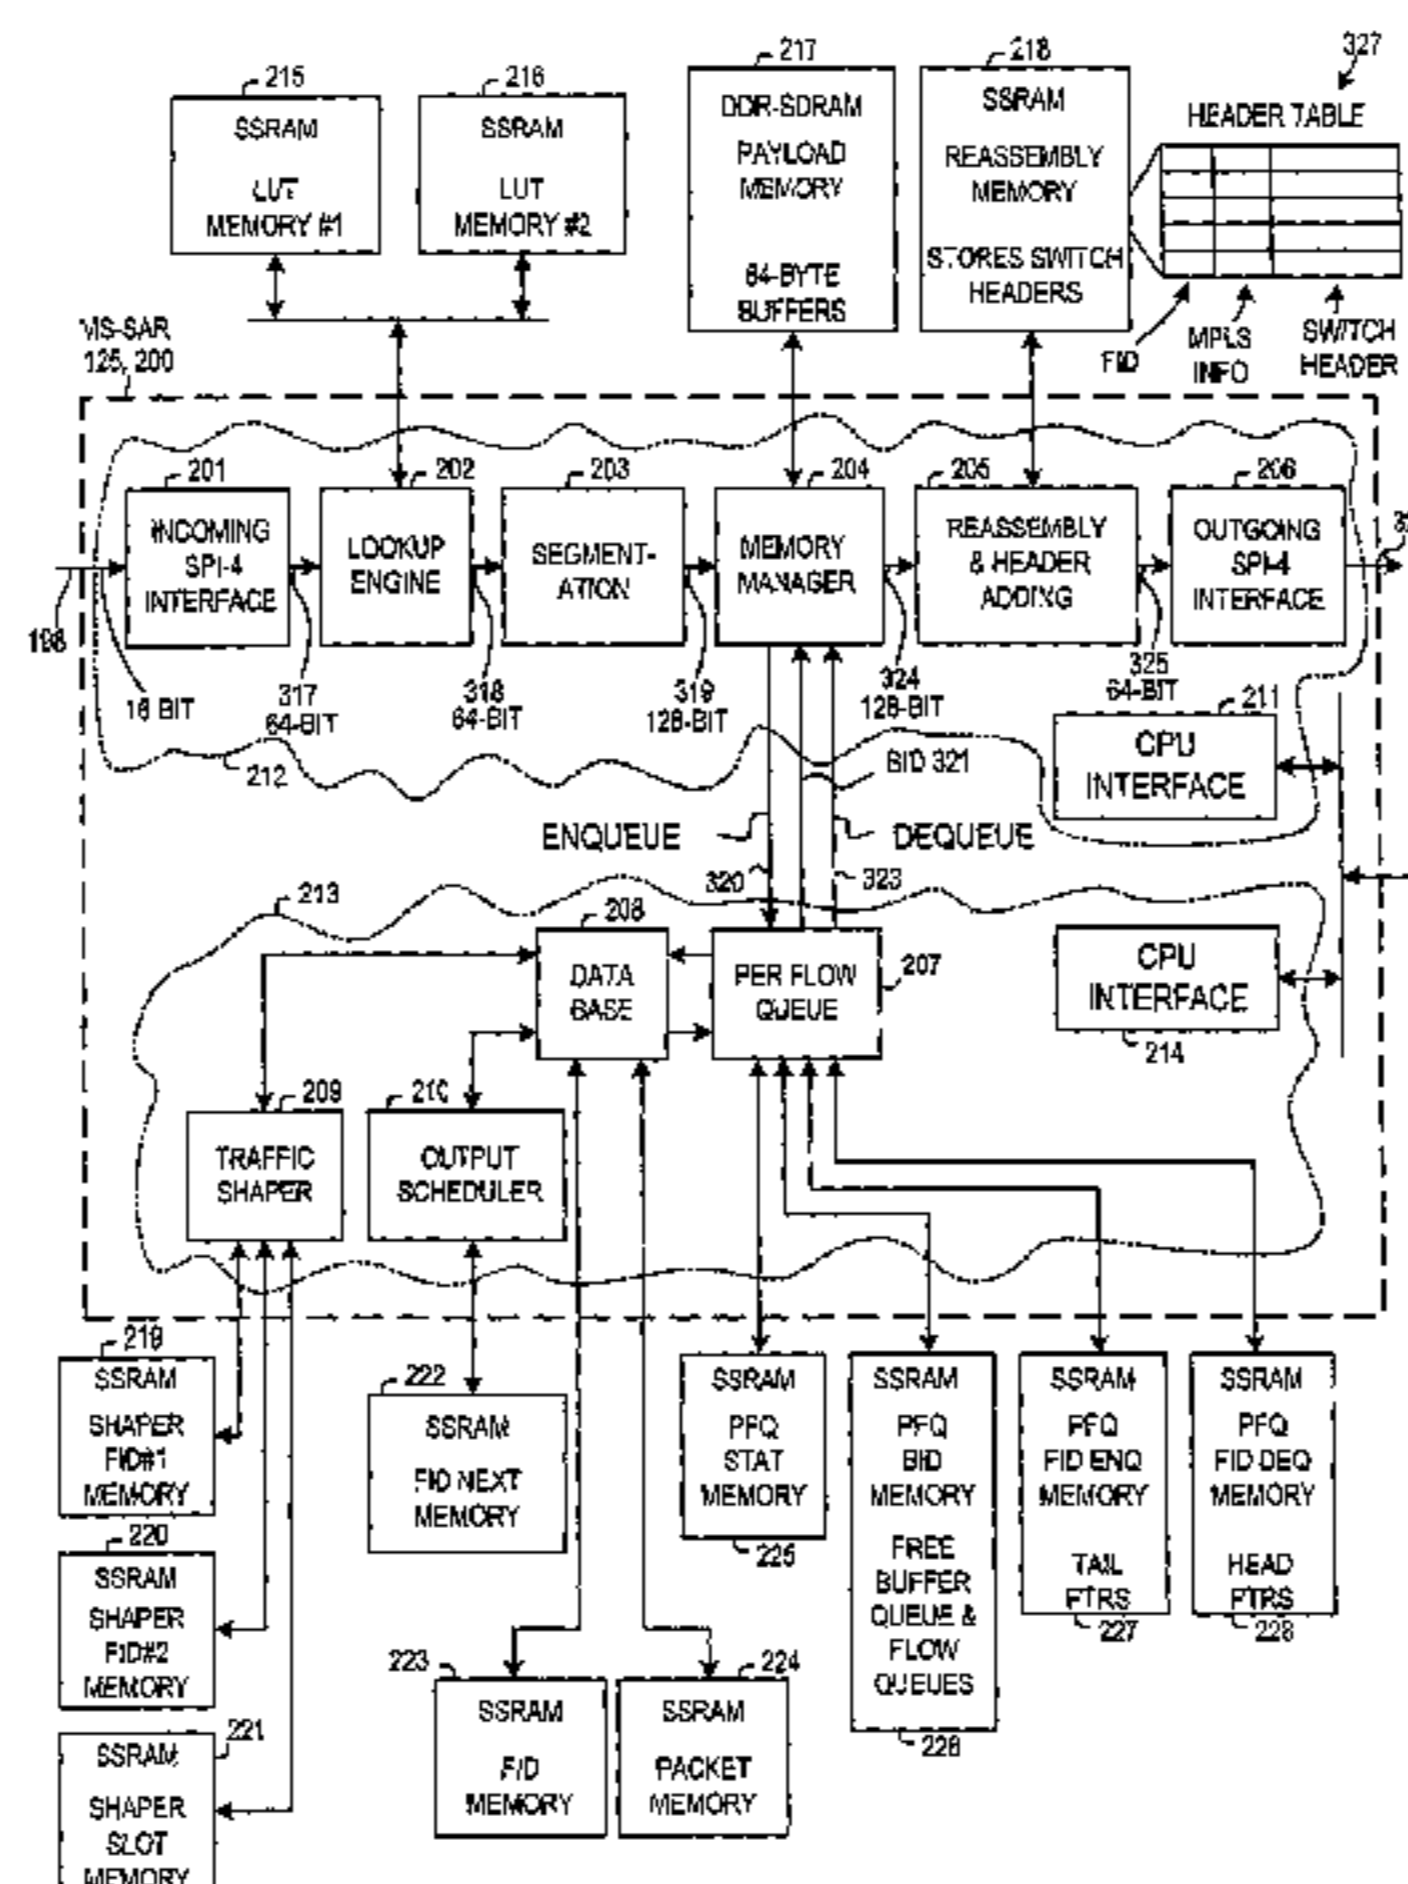 215
216
217
218
327
SSRAM
LUT
MEMORY #1
SSRAM
LUT
MEMORY #2
DDR-SDRAM
PAYLOAD
MEMORY
64-BYTE
BUFFERS
SSRAM
REASSEMBLY
MEMORY
STORES SWITCH
HEADERS
HEADER TABLE
FID
MPLS
INFO
SWITCH
HEADER
MS-SAR
125, 200
201
202
203
204
205
206
INCOMING
SPI-4
INTERFACE
LOOKUP
ENGINE
SEGMENT-
ATION
MEMORY
MANAGER
REASSEMBLY
& HEADER
ADDING
OUTGOING
SPI-4
INTERFACE
198
16 BIT
317
64-BIT
318
64-BIT
319
128-BIT
324
128-BIT
325
64-BIT
212
BID 321
211
CPU
INTERFACE
ENQUEUE
DEQUEUE
320
323
213
208
DATA
BASE
PER FLOW
QUEUE
207
CPU
INTERFACE
214
209
TRAFFIC
SHAPER
210
OUTPUT
SCHEDULER
219
SSRAM
SHAPER
FID#1
MEMORY
220
SSRAM
SHAPER
FID#2
MEMORY
221
SSRAM
SHAPER
SLOT
MEMORY
222
SSRAM
FID NEXT
MEMORY
223
SSRAM
FID
MEMORY
224
SSRAM
PACKET
MEMORY
SSRAM
PFQ
STAT
MEMORY
225
SSRAM
PFQ
BID
MEMORY
FREE
BUFFER
QUEUE &
FLOW
QUEUES
226
SSRAM
PFQ
FID ENQ
MEMORY
TAIL
PTRS
227
SSRAM
PFQ
FID DEQ
MEMORY
HEAD
PTRS
228